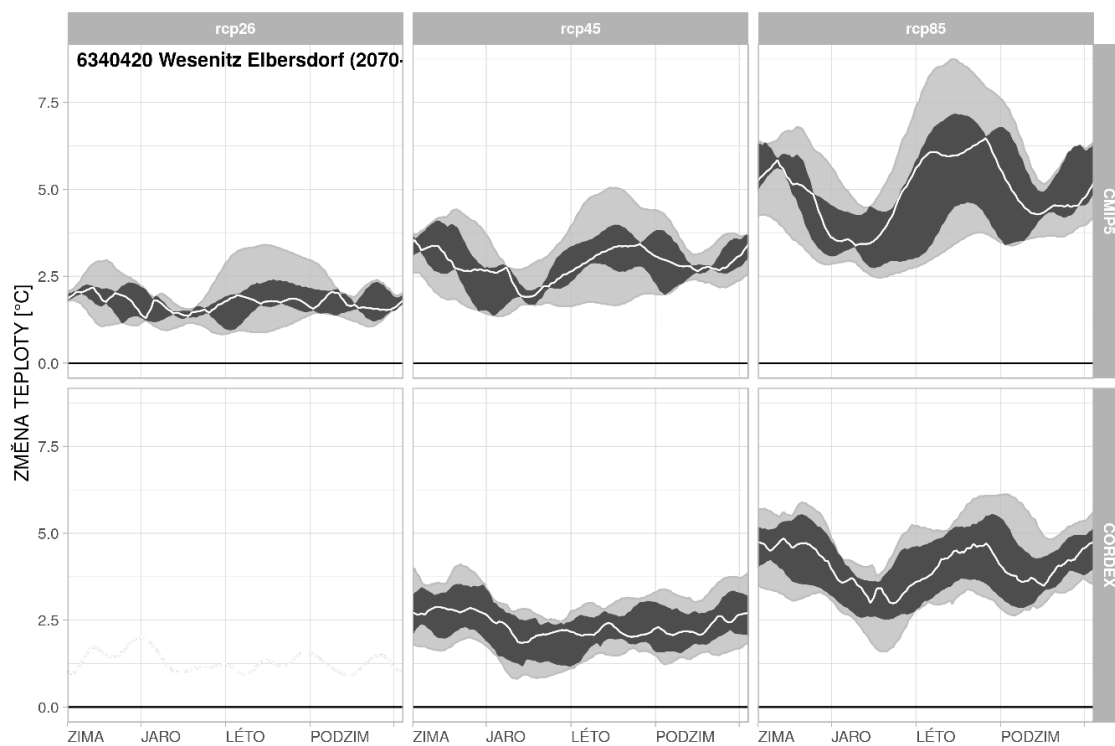 rcp26 rcp45 rcp85
6340420 Wesenitz Elbersdorf (2070-
ZMĚNA TEPLOTY [°C]
7.5
5.0
2.5
0.0
CMIP5
7.5
5.0
2.5
0.0
CORDEX
ZIMA JARO LÉTO PODZIM ZIMA JARO LÉTO PODZIM ZIMA JARO LÉTO PODZIM